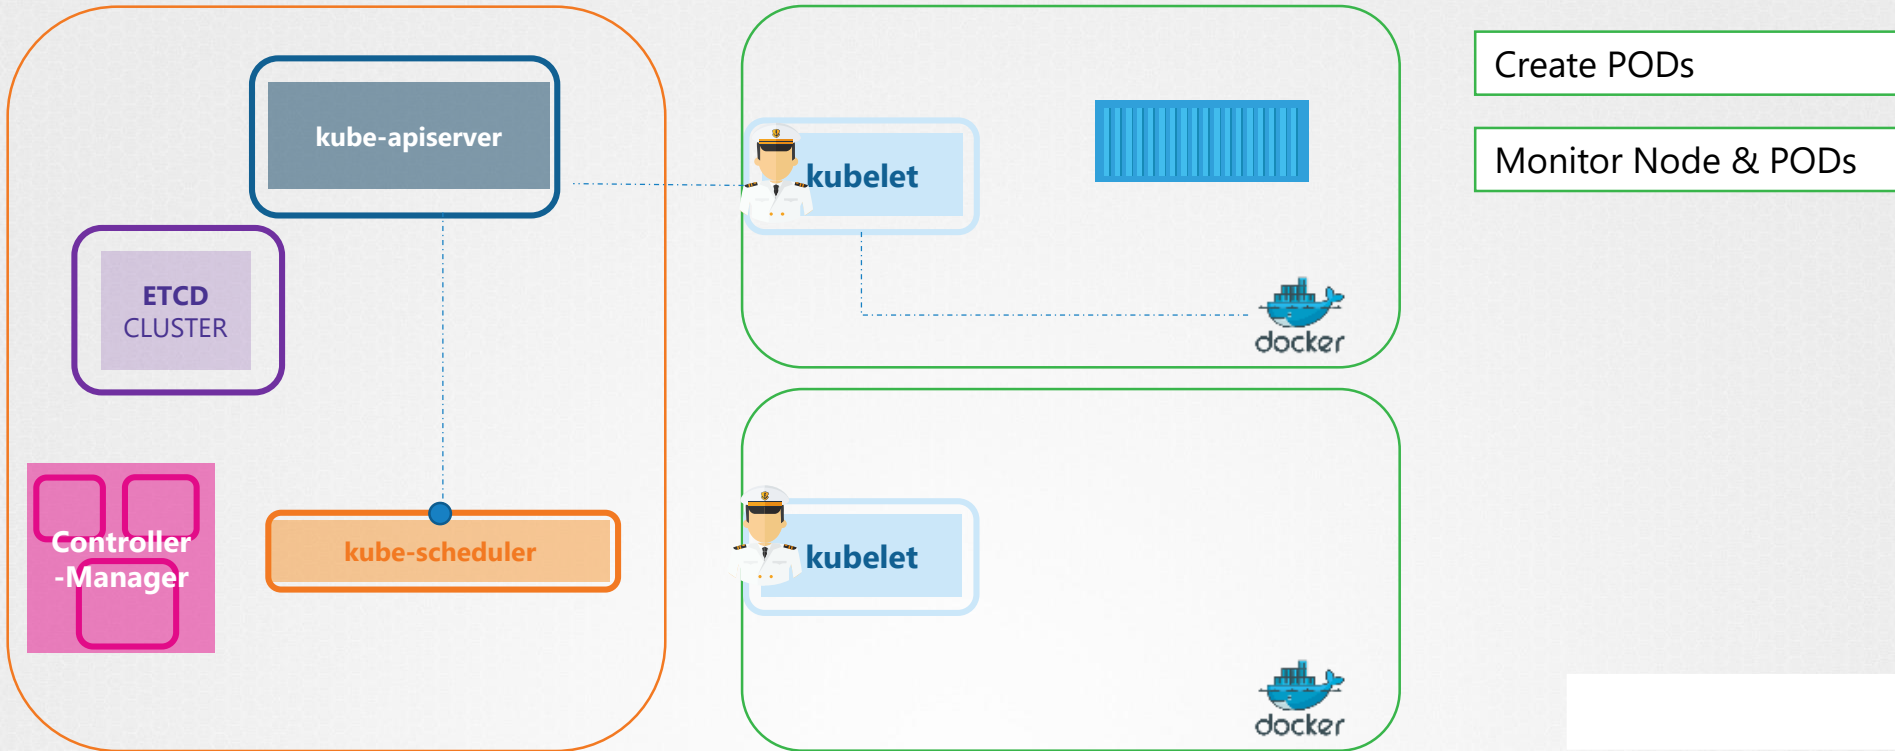 kube-apiserver
ETCD
CLUSTER
Controller
-Manager
kube-scheduler
kubelet
docker
kubelet
docker
Create PODs
Monitor Node & PODs